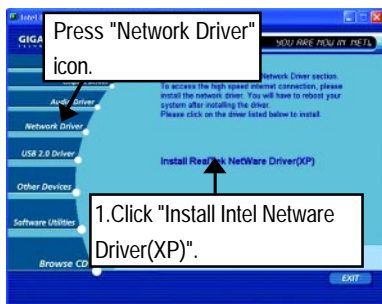 Intel
GIGA
YOU ARE NOW IN NETW
Press "Network Driver"
icon.
Network Driver section.
To access the high speed internet connection, please
install the network driver. You will have to reboot your
system after installing the driver.
Please click on the driver listed below to install.
Audio Driver
Network Driver
USB 2.0 Driver
Install RealTek NetWare Driver(XP)
Other Devices
1.Click "Install Intel Netware
Driver(XP)".
Software Utilities
Browse CD
EXIT